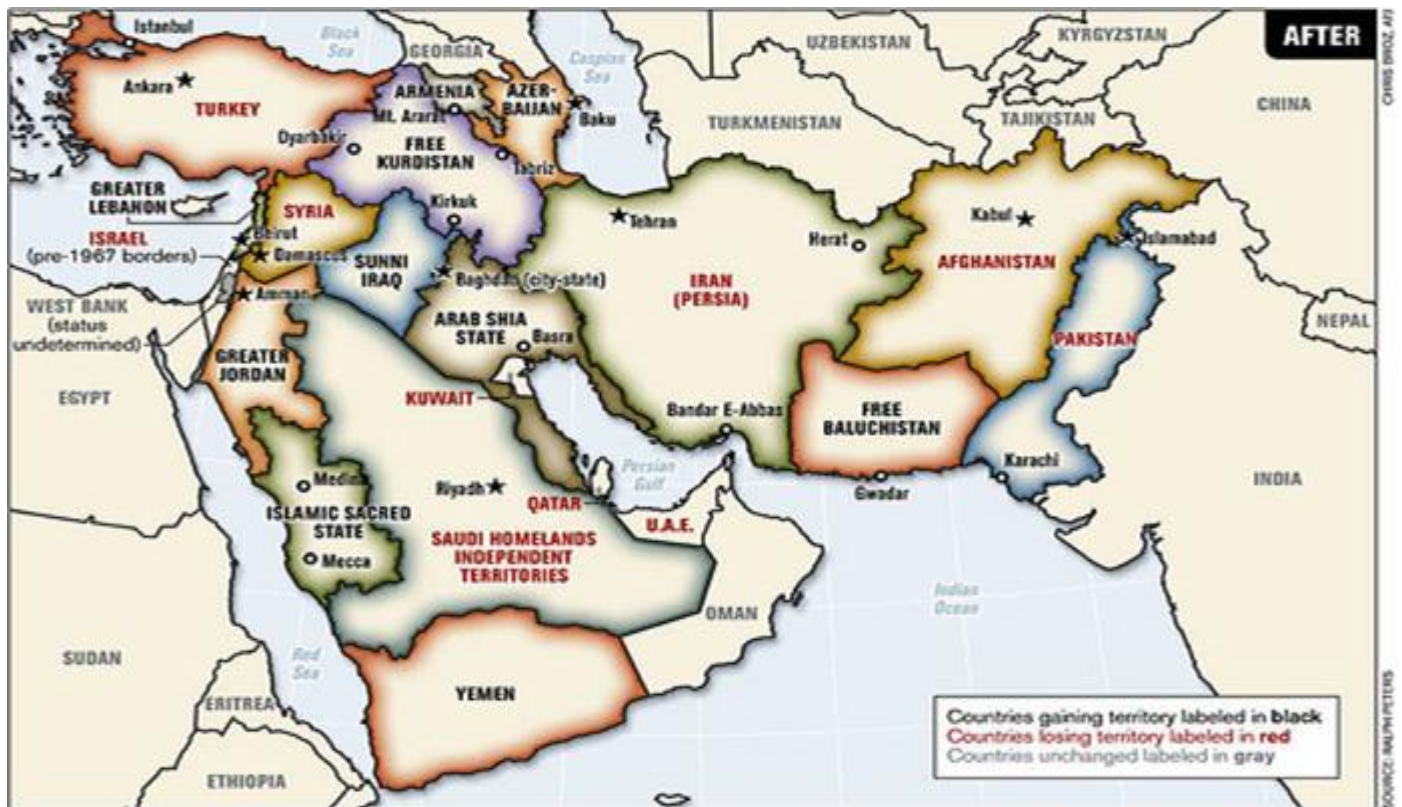 AFTER
CHRIS BROZ, AFJ
Istanbul
Black
Sea
GEORGIA
UZBEKISTAN
KYRGYZSTAN
Ankara
TURKEY
ARMENIA
Mt. Ararat
AZER-
BAIJAN
Baku
Caspian
Sea
TURKMENISTAN
TAJIKISTAN
CHINA
Dyarbakir
FREE
KURDISTAN
Tabriz
GREATER
LEBANON
SYRIA
Kirkuk
Tehran
Herat
Kabul
Islamabad
ISRAEL
(pre-1967 borders)
Beirut
Damascus
SUNNI
IRAQ
Baghdad (city-state)
IRAN
(PERSIA)
AFGHANISTAN
WEST BANK
(status
undetermined)
Amman
ARAB SHIA
STATE
Basra
PAKISTAN
NEPAL
GREATER
JORDAN
EGYPT
KUWAIT
Bandar E-Abbas
FREE
BALUCHISTAN
Karachi
Gwadar
INDIA
Medina
ISLAMIC SACRED
STATE
Mecca
Riyadh
Persian
Gulf
QATAR
U.A.E.
SAUDI HOMELANDS
INDEPENDENT
TERRITORIES
OMAN
Indian
Ocean
SUDAN
Red
Sea
ERITREA
YEMEN
ETHIOPIA
Countries gaining territory labeled in black
Countries losing territory labeled in red
Countries unchanged labeled in gray
SOURCE: RALPH PETERS